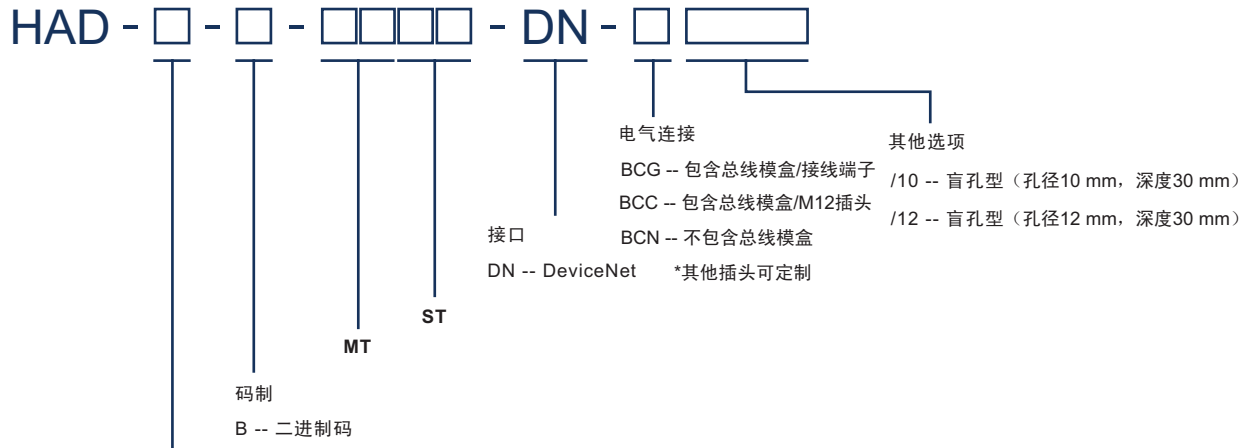 HAD - □ - □ - □□□□ - DN - □ □
电气连接
BCG -- 包含总线模盒/接线端子
BCC -- 包含总线模盒/M12插头
BCN -- 不包含总线模盒
*其他插头可定制
其他选项
/10 -- 盲孔型（孔径10 mm，深度30 mm）
/12 -- 盲孔型（孔径12 mm，深度30 mm）
接口
DN -- DeviceNet
ST
MT
码制
B -- 二进制码